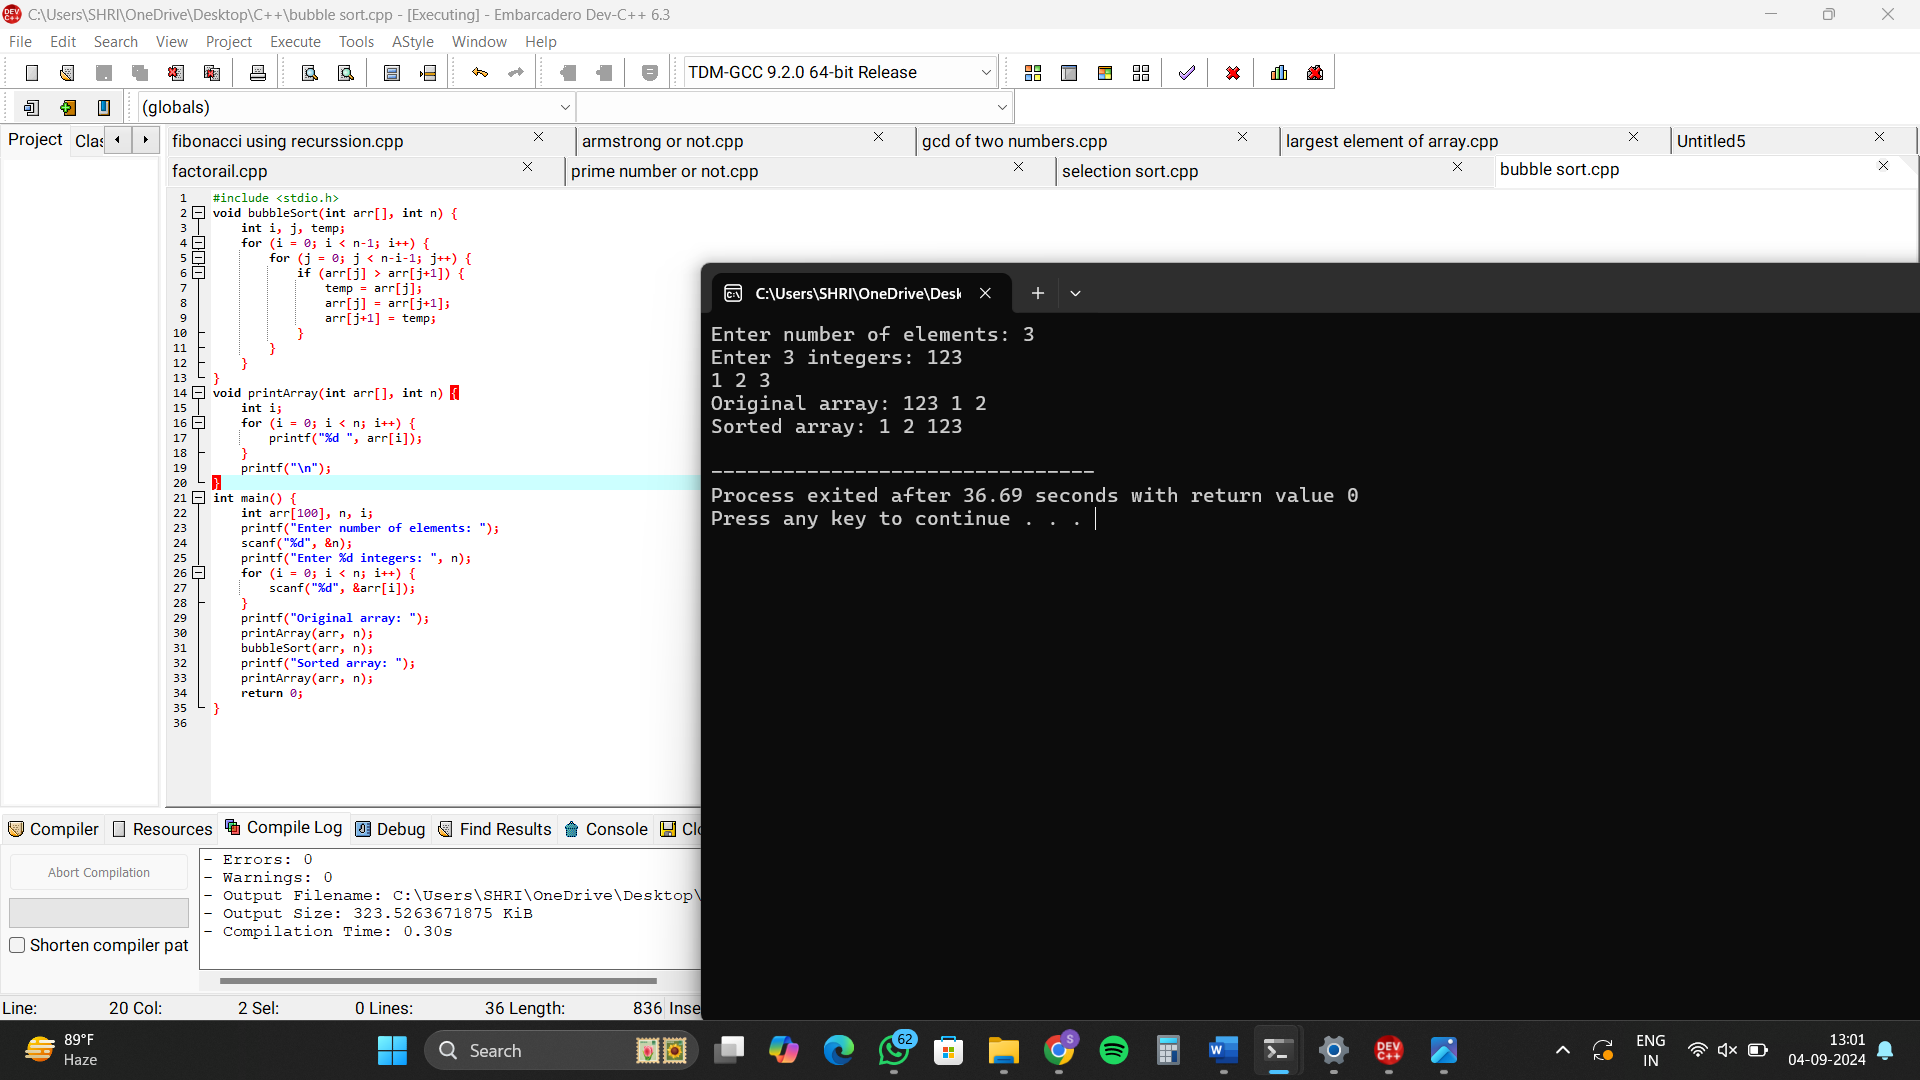 C:\Users\SHRI\OneDrive\Desktop\C++\bubble sort.cpp - [Executing] - Embarcadero Dev-C++ 6.3
File Edit Search View Project Execute Tools AStyle Window Help
TDM-GCC 9.2.0 64-bit Release
(globals)
Project Clas
fibonacci using recurssion.cpp armstrong or not.cpp gcd of two numbers.cpp largest element of array.cpp Untitled5
factorail.cpp prime number or not.cpp selection sort.cpp bubble sort.cpp
1 #include <stdio.h>
2 void bubbleSort(int arr[], int n) {
3 int i, j, temp;
4 for (i = 0; i < n-1; i++) {
5 for (j = 0; j < n-i-1; j++) {
6 if (arr[j] > arr[j+1]) {
7 temp = arr[j];
8 arr[j] = arr[j+1];
9 arr[j+1] = temp;
10 }
11 }
12 }
13 }
14 void printArray(int arr[], int n) {
15 int i;
16 for (i = 0; i < n; i++) {
17 printf("%d ", arr[i]);
18 }
19 printf("\n");
20 }
21 int main() {
22 int arr[100], n, i;
23 printf("Enter number of elements: ");
24 scanf("%d", &n);
25 printf("Enter %d integers: ", n);
26 for (i = 0; i < n; i++) {
27 scanf("%d", &arr[i]);
28 }
29 printf("Original array: ");
30 printArray(arr, n);
31 bubbleSort(arr, n);
32 printf("Sorted array: ");
33 printArray(arr, n);
34 return 0;
35 }
36
C:\Users\SHRI\OneDrive\Desk
Enter number of elements: 3
Enter 3 integers: 123
1 2 3
Original array: 123 1 2
Sorted array: 1 2 123
--------------------------------
Process exited after 36.69 seconds with return value 0
Press any key to continue . . .
Compiler Resources Compile Log Debug Find Results Console Clo
Abort Compilation
Shorten compiler pat
- Errors: 0
- Warnings: 0
- Output Filename: C:\Users\SHRI\OneDrive\Desktop\
- Output Size: 323.5263671875 KiB
- Compilation Time: 0.30s
Line: 20 Col: 2 Sel: 0 Lines: 36 Length: 836 Inse
89°F
Haze
Search
62
S
DEV C++
ENG
IN
13:01
04-09-2024